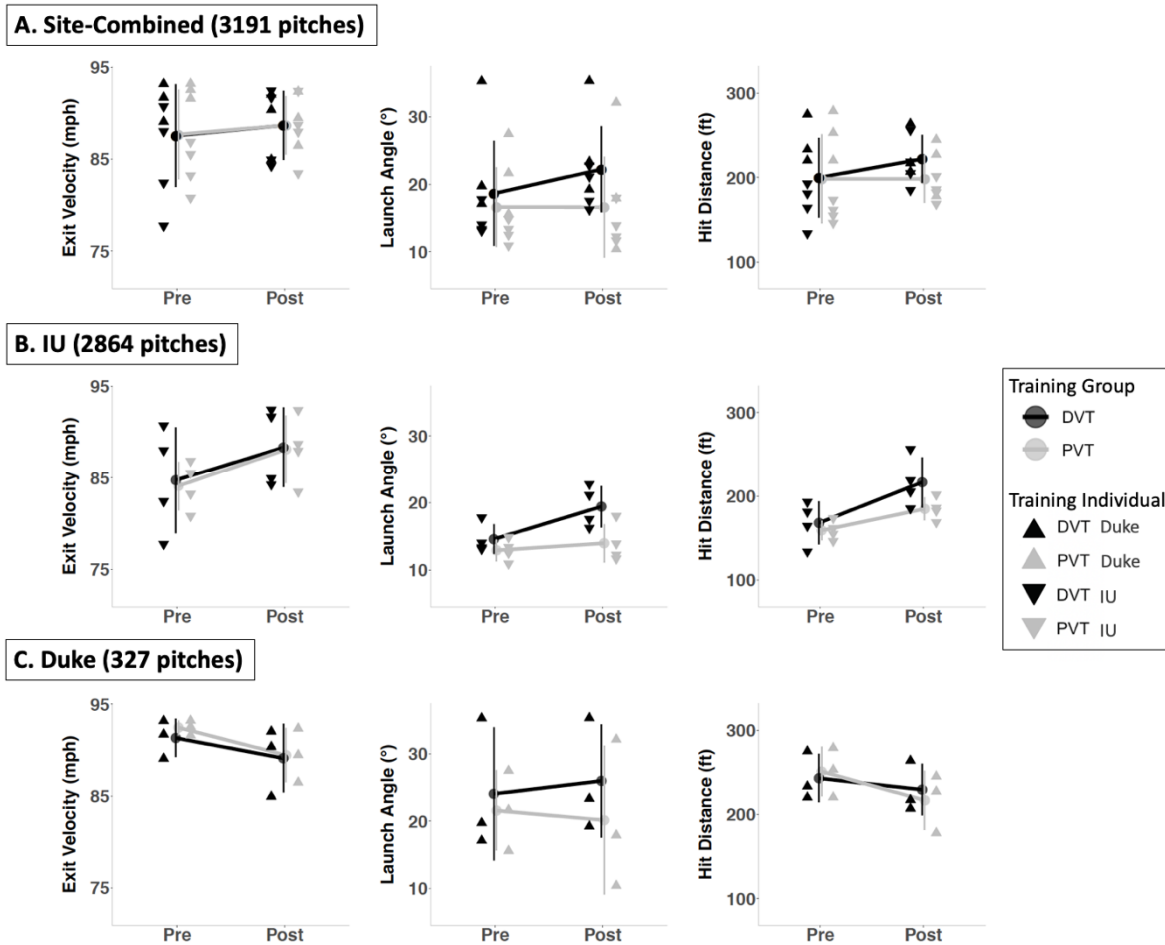 A. Site-Combined (3191 pitches)
Exit Velocity (mph)
95
85
75
Pre
Post
Launch Angle (°)
30
20
10
Pre
Post
Hit Distance (ft)
300
200
100
Pre
Post
B. IU (2864 pitches)
Exit Velocity (mph)
95
85
75
Pre
Post
Launch Angle (°)
30
20
10
Pre
Post
Hit Distance (ft)
300
200
100
Pre
Post
Training Group
DVT
PVT
Training Individual
DVT Duke
PVT Duke
DVT IU
PVT IU
C. Duke (327 pitches)
Exit Velocity (mph)
95
85
75
Pre
Post
Launch Angle (°)
30
20
10
Pre
Post
Hit Distance (ft)
300
200
100
Pre
Post